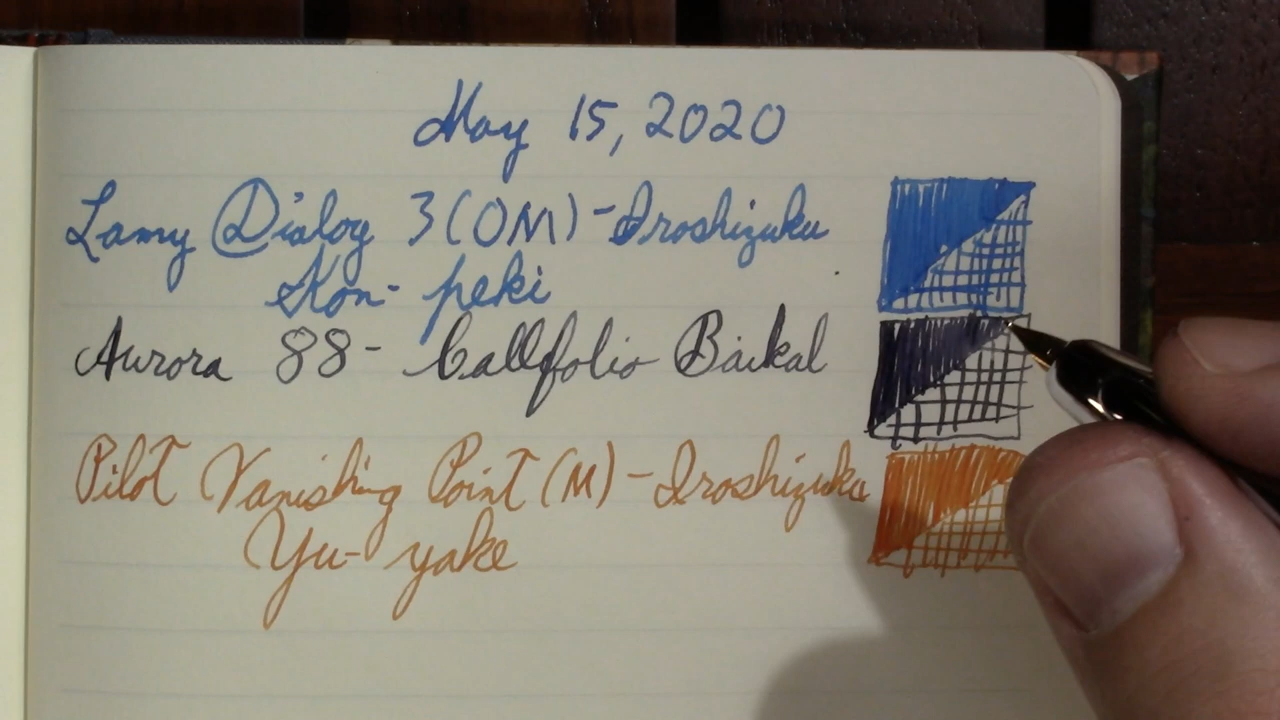 May 15, 2020
Lamy Dialog 3 (OM) - Iroshizuku
Kon- peki
Aurora 88 - Callfolio Baikal
Pilot Vanishing Point (M) - Iroshizuku
Yu- yake